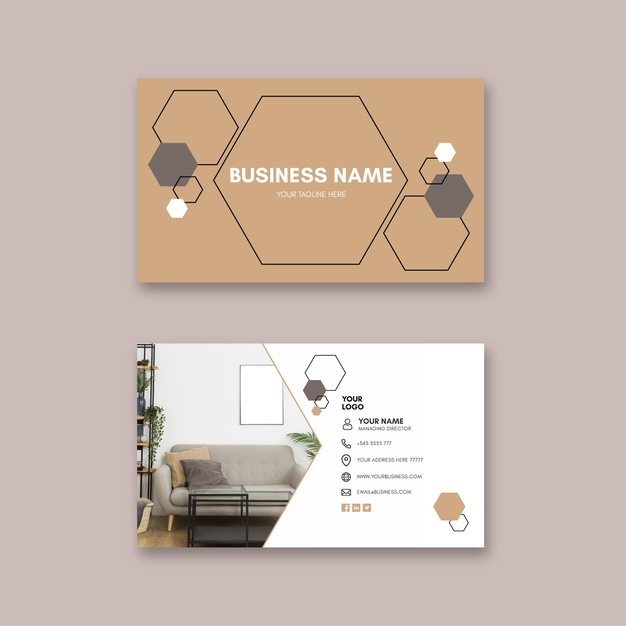 BUSINESS NAME
YOUR TAGLINE HERE
YOUR
LOGO
YOUR NAME
MANAGING DIRECTOR
+545 5555 777
YOUR ADDRESS HERE 77777
WWW.YOURBUSINESS.COM
EMAIL@BUSINESS.COM